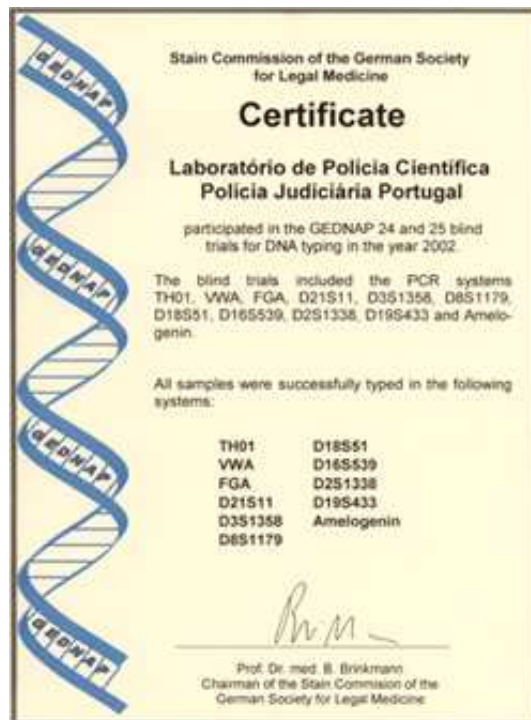 GEDNAP
Stain Commission of the German Society
for Legal Medicine
Certificate
Laboratório de Polícia Científica
Polícia Judiciária Portugal
participated in the GEDNAP 24 and 25 blind
trials for DNA typing in the year 2002.
The blind trials included the PCR systems
TH01, VWA, FGA, D21S11, D3S1358, D8S1179,
D18S51, D16S539, D2S1338, D19S433 and Amelo-
genin.
GEDNAP
All samples were successfully typed in the following
systems:
GEDNAP
TH01 D18S51
VWA D16S539
FGA D2S1338
D21S11 D19S433
D3S1358 Amelogenin
D8S1179
GEDNAP
Prof. Dr. med. B. Brinkmann
Chairman of the Stain Commision of the
German Society for Legal Medicine